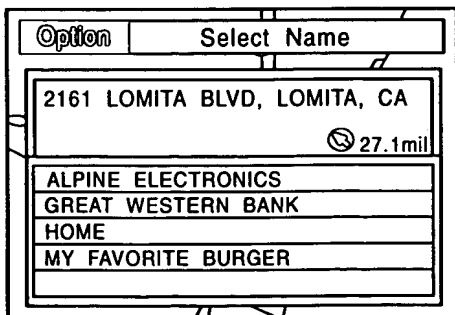 Option
Select Name
2161 LOMITA BLVD, LOMITA, CA
27.1mil
ALPINE ELECTRONICS
GREAT WESTERN BANK
HOME
MY FAVORITE BURGER